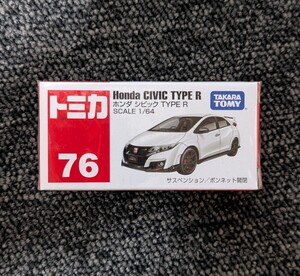 トミカ
76
Honda CIVIC TYPE R
ホンダ シビック TYPE R
SCALE 1/64
TAKARA
TOMY
サスペンション/ボンネット開閉